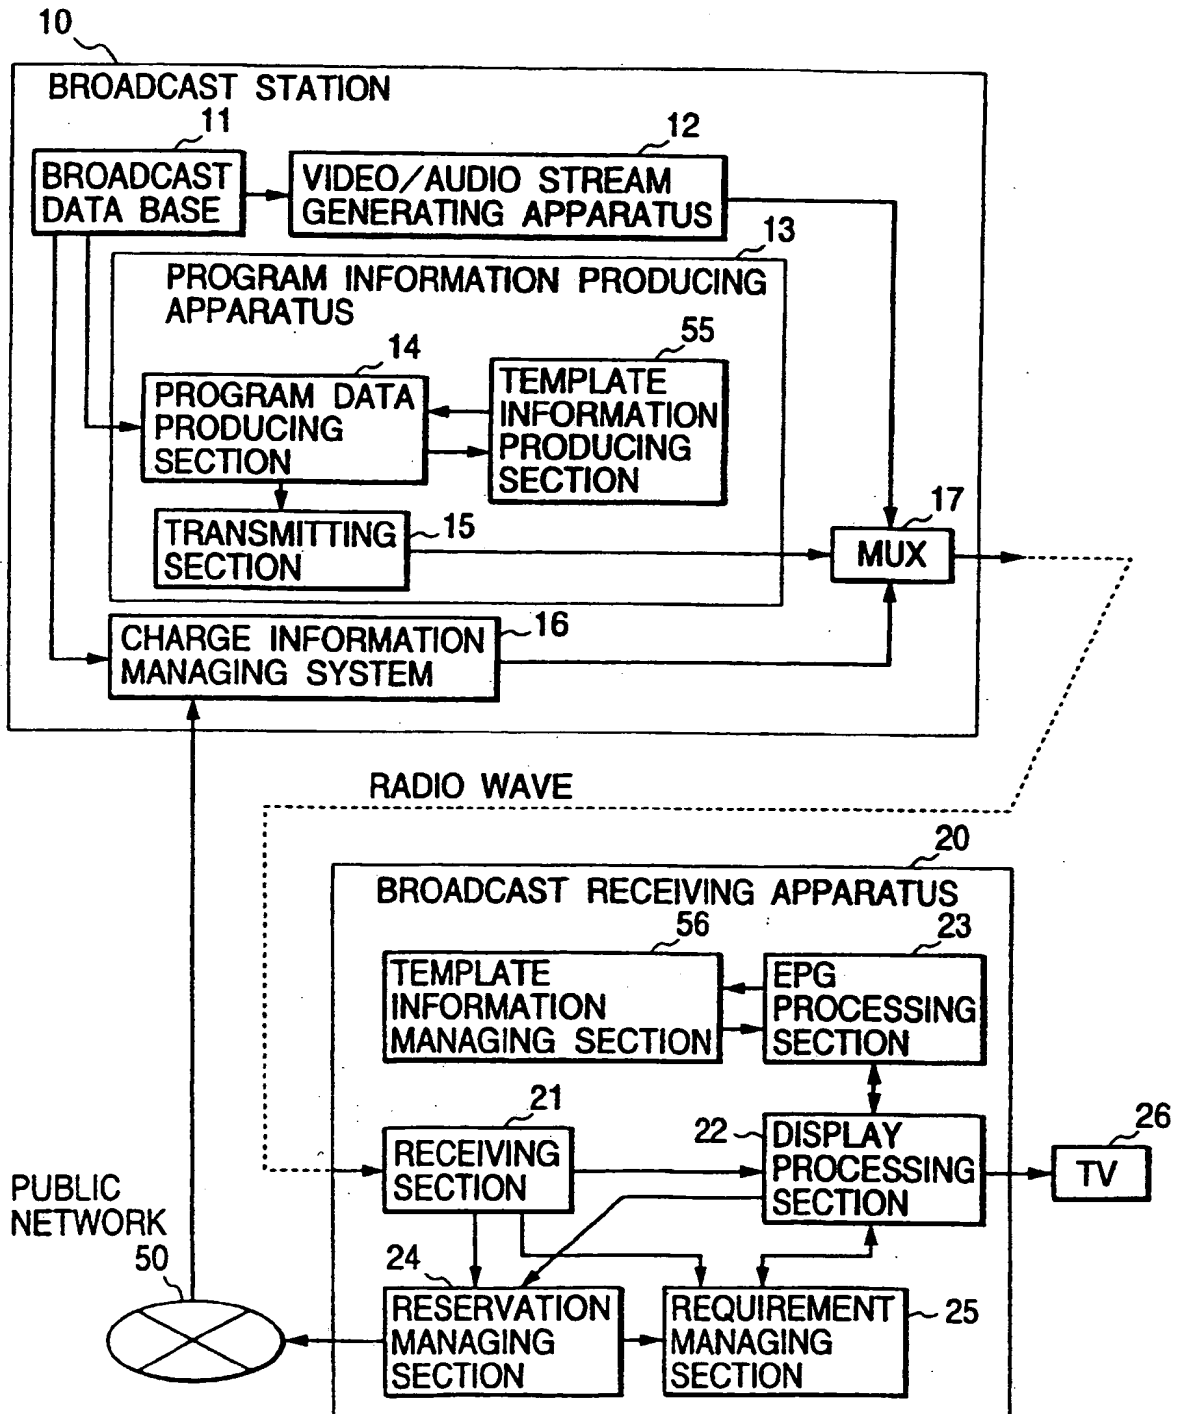 10
BROADCAST STATION
11
BROADCAST
DATA BASE
12
VIDEO/AUDIO STREAM
GENERATING APPARATUS
13
PROGRAM INFORMATION PRODUCING
APPARATUS
14
PROGRAM DATA
PRODUCING
SECTION
55
TEMPLATE
INFORMATION
PRODUCING
SECTION
TRANSMITTING
SECTION
15
17
MUX
CHARGE INFORMATION
MANAGING SYSTEM
16
RADIO WAVE
20
BROADCAST RECEIVING APPARATUS
56
TEMPLATE
INFORMATION
MANAGING SECTION
23
EPG
PROCESSING
SECTION
21
RECEIVING
SECTION
22
DISPLAY
PROCESSING
SECTION
26
TV
PUBLIC
NETWORK
50
24
RESERVATION
MANAGING
SECTION
REQUIREMENT
MANAGING
SECTION
25